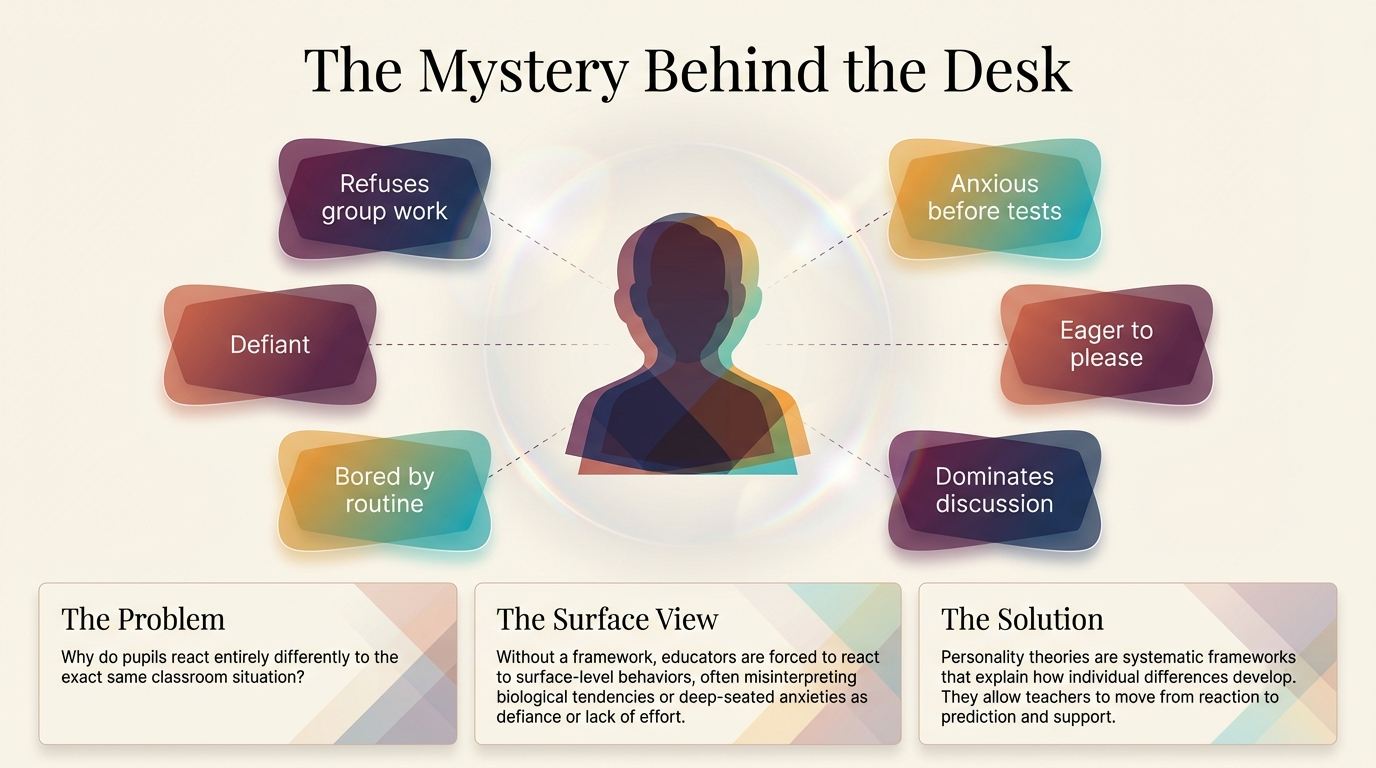 The Mystery Behind the Desk
Refuses
group work
Anxious
before tests
Defiant
Eager to
please
Bored by
routine
Dominates
discussion
The Problem
Why do pupils react entirely differently to the
exact same classroom situation?
The Surface View
Without a framework, educators are forced to react
to surface-level behaviors, often misinterpreting
biological tendencies or deep-seated anxieties as
defiance or lack of effort.
The Solution
Personality theories are systematic frameworks
that explain how individual differences develop.
They allow teachers to move from reaction to
prediction and support.